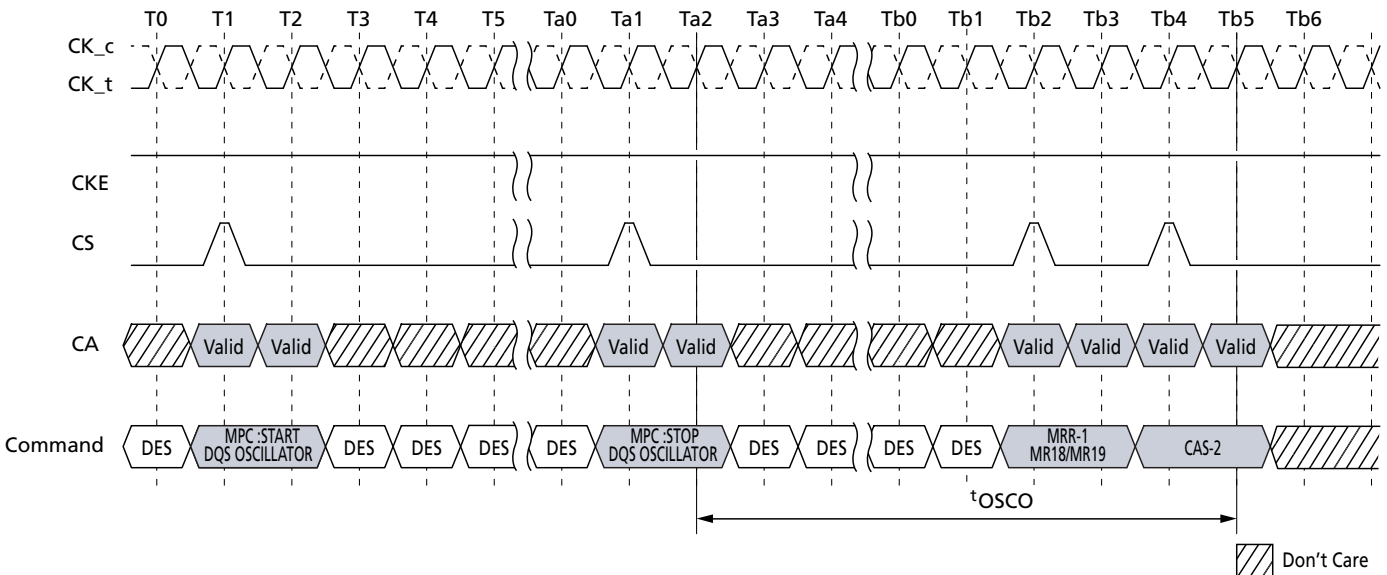 T0 T1 T2 T3 T4 T5 Ta0 Ta1 Ta2 Ta3 Ta4 Tb0 Tb1 Tb2 Tb3 Tb4 Tb5 Tb6
CK_c
CK_t
CKE
CS
CA Valid Valid Valid Valid Valid Valid Valid Valid
Command DES MPC :START DES DES DES DES MPC :STOP DES DES DES DES MRR-1 CAS-2
DQS OSCILLATOR DQS OSCILLATOR MR18/MR19
tOSCO
Don't Care